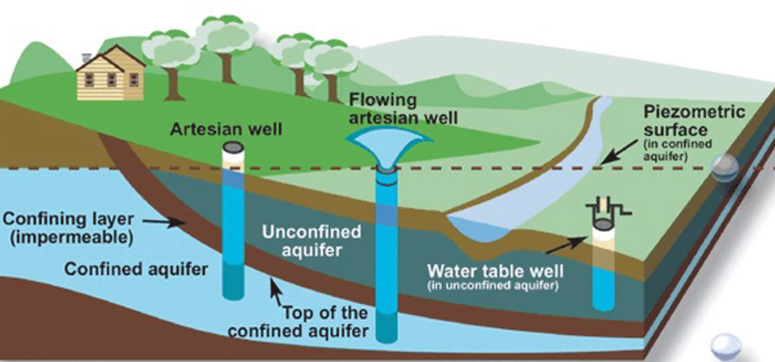 Flowing
artesian well
Artesian well
Piezometric
surface
(in confined
aquifer)
Confining layer
(impermeable)
Unconfined
aquifer
Confined aquifer
Water table well
(in unconfined aquifer)
Top of the
confined aquifer